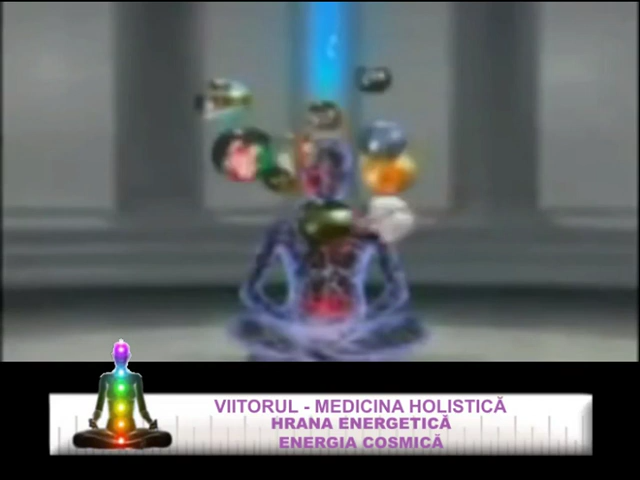 VIITORUL - MEDICINA HOLISTICĂ
HRANA ENERGETICĂ
ENERGIA COSMICĂ